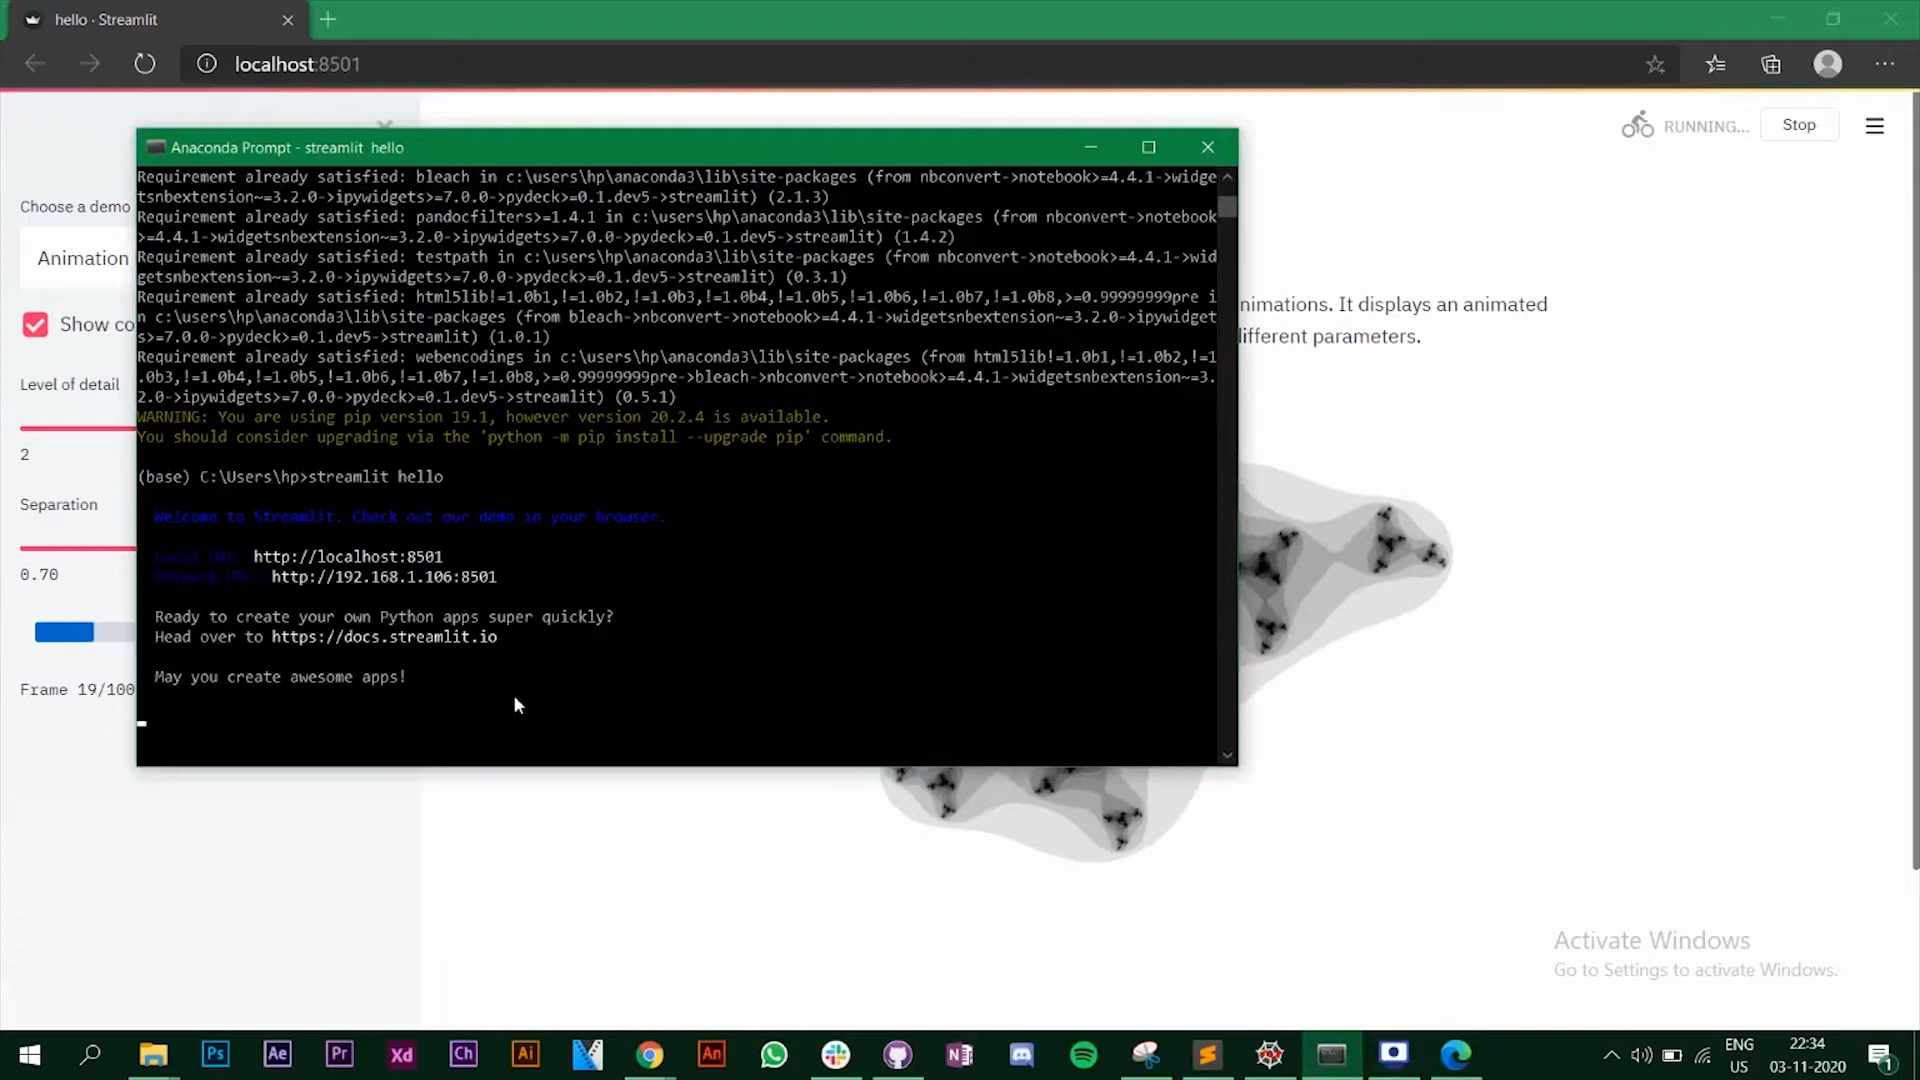 hello · Streamlit
localhost:8501
RUNNING...
Stop
Anaconda Prompt - streamlit hello
Requirement already satisfied: bleach in c:\users\hp\anaconda3\lib\site-packages (from nbconvert->notebook>=4.4.1->widge
tsnbextension~=3.2.0->ipywidgets>=7.0.0->pydeck>=0.1.dev5->streamlit) (2.1.3)
Requirement already satisfied: pandocfilters>=1.4.1 in c:\users\hp\anaconda3\lib\site-packages (from nbconvert->notebook
>=4.4.1->widgetsnbextension~=3.2.0->ipywidgets>=7.0.0->pydeck>=0.1.dev5->streamlit) (1.4.2)
Requirement already satisfied: testpath in c:\users\hp\anaconda3\lib\site-packages (from nbconvert->notebook>=4.4.1->wid
getsnbextension~=3.2.0->ipywidgets>=7.0.0->pydeck>=0.1.dev5->streamlit) (0.3.1)
Requirement already satisfied: html5lib!=1.0b1,!=1.0b2,!=1.0b3,!=1.0b4,!=1.0b5,!=1.0b6,!=1.0b7,!=1.0b8,>=0.99999999pre i
n c:\users\hp\anaconda3\lib\site-packages (from bleach->nbconvert->notebook>=4.4.1->widgetsnbextension~=3.2.0->ipywidget
s>=7.0.0->pydeck>=0.1.dev5->streamlit) (1.0.1)
Requirement already satisfied: webencodings in c:\users\hp\anaconda3\lib\site-packages (from html5lib!=1.0b1,!=1.0b2,!=1
.0b3,!=1.0b4,!=1.0b5,!=1.0b6,!=1.0b7,!=1.0b8,>=0.99999999pre->bleach->nbconvert->notebook>=4.4.1->widgetsnbextension~=3.
2.0->ipywidgets>=7.0.0->pydeck>=0.1.dev5->streamlit) (0.5.1)
WARNING: You are using pip version 19.1, however version 20.2.4 is available.
You should consider upgrading via the 'python -m pip install --upgrade pip' command.
(base) C:\Users\hp>streamlit hello
Welcome to Streamlit. Check out our demo in your browser.
Local URL: http://localhost:8501
Network URL: http://192.168.1.106:8501
Ready to create your own Python apps super quickly?
Head over to https://docs.streamlit.io
May you create awesome apps!
Choose a demo
Animation
Show co
Level of detail
2
Separation
0.70
Frame 19/100
nimations. It displays an animated
ifferent parameters.
Activate Windows
Go to Settings to activate Windows.
Ps
Ae
Pr
Xd
Ch
Ai
An
N
ENG
US
22:34
03-11-2020
1